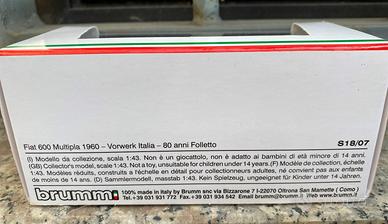 Fiat 600 Multipla 1960 – Vorwerk Italia – 80 anni Folletto S18/07
(I) Modello da collezione, scala 1:43. Non è un giocattolo, non è adatto ai bambini di età minore di 14 anni.
(GB) Collector's model, scale 1:43. Not a toy, unsuitable for children under 14 years. (F) Modèle de collection, échelle
1:43. Modèles réduits, construits a l'échelle en détail pour collectionneurs adultes, né convient pas aux enfants
de moins de 14 ans. (D) Sammlermodell, masstab 1:43. Kein Spielzeug, ungeeignet für Kinder unter 14 Jahren.
brumm 100% made in Italy by Brumm snc via Bizzarone 7 I-22070 Oltrona San Mamette ( Como )
Phone +39 031 931 772 Fax +39 031 934 542 Email brumm@brumm.it www.brumm.it